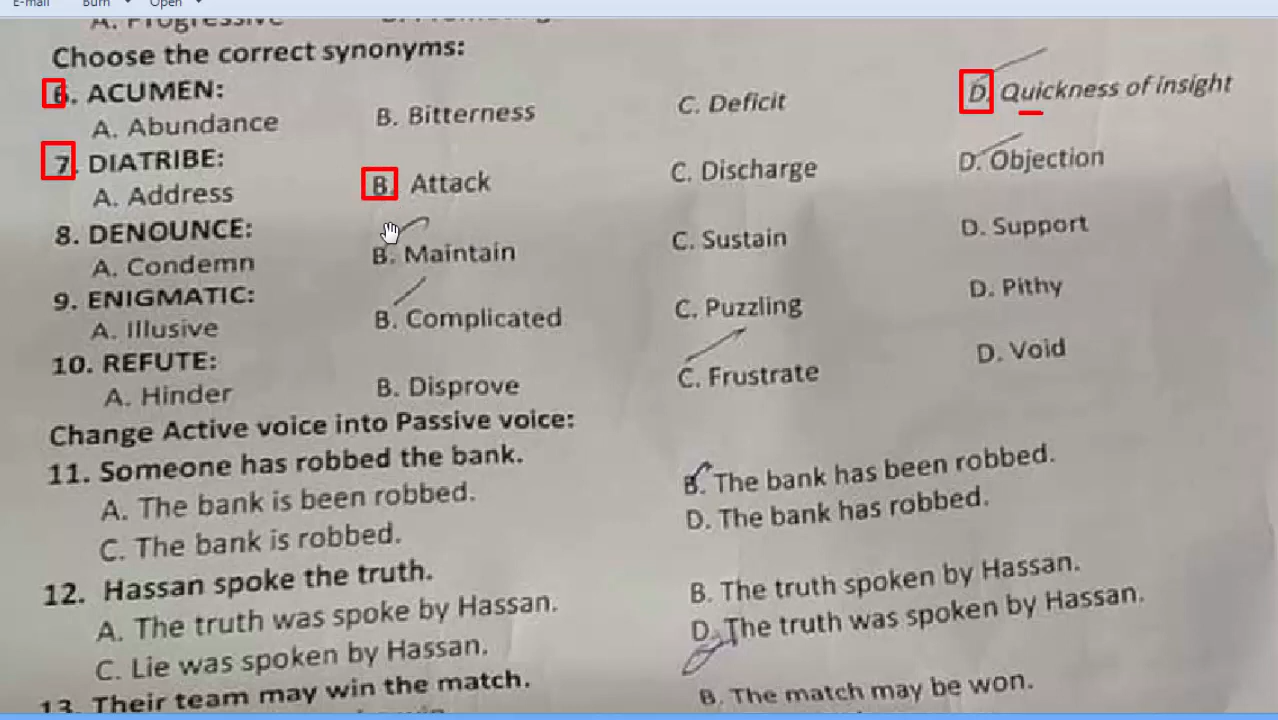 E-mail Burn Open
A. Progressive
Choose the correct synonyms:
6. ACUMEN:
A. Abundance B. Bitterness C. Deficit D. Quickness of insight
7. DIATRIBE:
A. Address B. Attack C. Discharge D. Objection
8. DENOUNCE:
A. Condemn B. Maintain C. Sustain D. Support
9. ENIGMATIC:
A. Illusive B. Complicated C. Puzzling D. Pithy
10. REFUTE:
A. Hinder B. Disprove C. Frustrate D. Void
Change Active voice into Passive voice:
11. Someone has robbed the bank.
A. The bank is been robbed. B. The bank has been robbed.
C. The bank is robbed. D. The bank has robbed.
12. Hassan spoke the truth.
A. The truth was spoke by Hassan. B. The truth spoken by Hassan.
C. Lie was spoken by Hassan. D. The truth was spoken by Hassan.
13. Their team may win the match.
B. The match may be won.